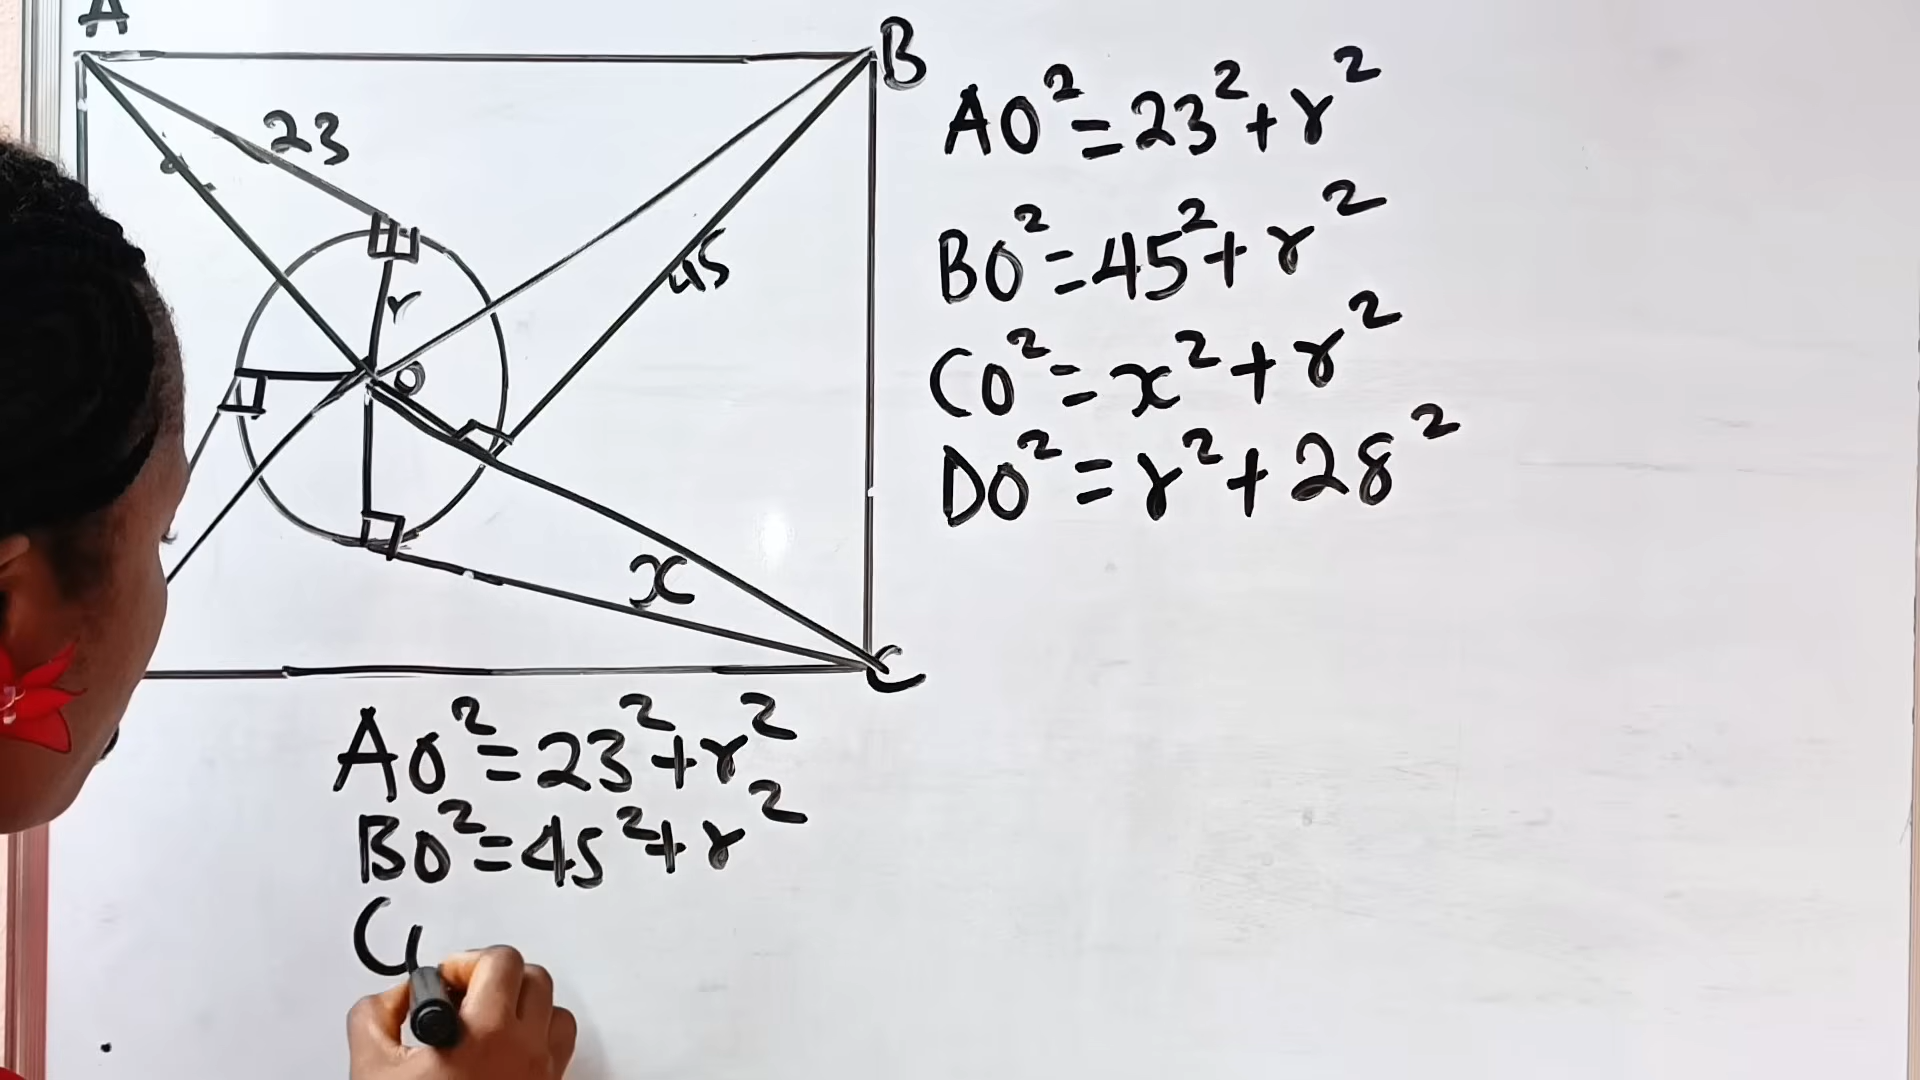 A
B
23
45
r
O
x
C
AO²=23²+r²
BO²=45²+r²
CO²=x²+r²
DO²=r²+28²
AO²=23²+r²
BO²=45²+r²
C